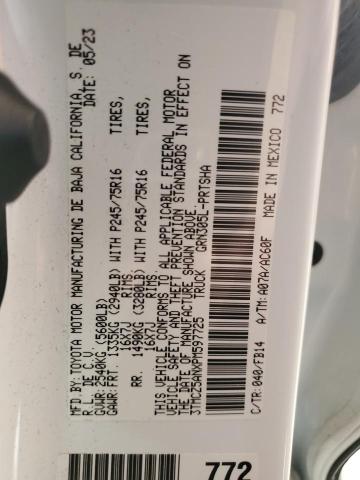 MFD.BY: TOYOTA MOTOR MANUFACTURING DE BAJA CALIFORNIA, S. DE
R.L. DE C.V. DATE: 05/23
GVWR: 2540KG(5600LB)
GAWR:FRT. 1335KG (2940LB) WITH P245/75R16 TIRES,
16X7J RIMS,
RR. 1490KG (3280LB) WITH P245/75R16 TIRES,
16X7J RIMS,
THIS VEHICLE CONFORMS TO ALL APPLICABLE FEDERAL MOTOR
VEHICLE SAFETY AND THEFT PREVENTION STANDARDS IN EFFECT ON
THE DATE OF MANUFACTURE SHOWN ABOVE.
3TMCZ5ANXPM597725 TRUCK GRN305L-PRTSHA
C/TR: 040/FB14 A/TM: A07A/AC60F MADE IN MEXICO 772
772